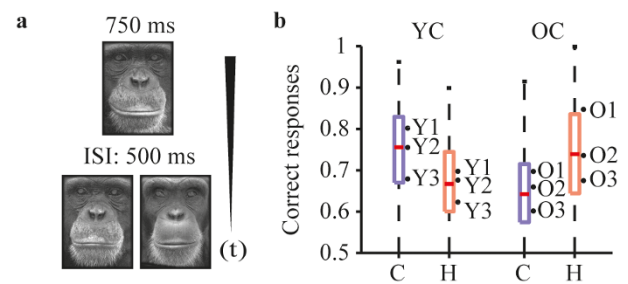 a
750 ms
ISI: 500 ms
(t)
b
YC OC
Correct responses
1
0.9
0.8
0.7
0.6
0.5
Y1
Y2
Y3
Y1
Y2
Y3
O1
O2
O3
O1
O2
O3
C H C H